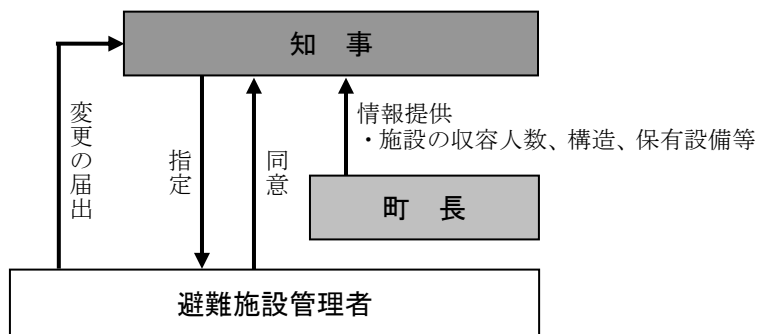 知　事
変更の届出
指定
同意
情報提供
・施設の収容人数、構造、保有設備等
町　長
避難施設管理者